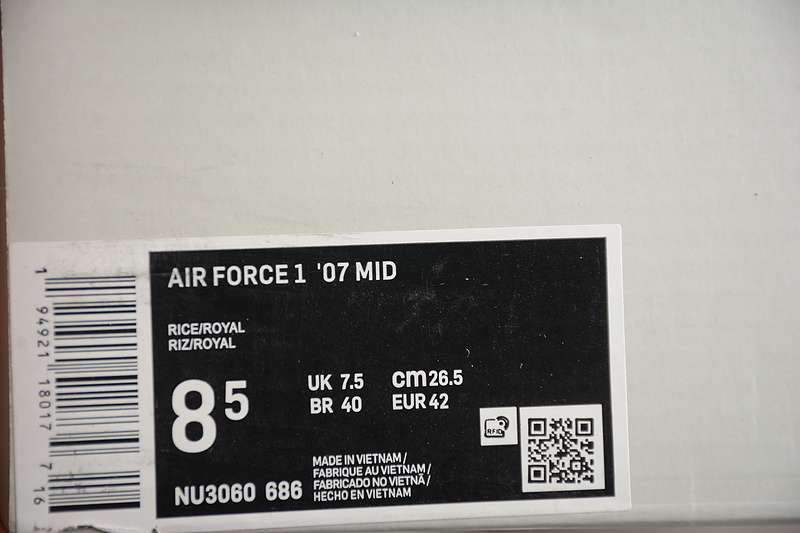 AIR FORCE 1 '07 MID
RICE/ROYAL
RIZ/ROYAL
8.5
UK 7.5 cm 26.5
BR 40 EUR 42
RFID
MADE IN VIETNAM /
FABRIQUE AU VIETNAM /
FABRICADO NO VIETNÃ /
HECHO EN VIETNAM
NU3060 686
1 94921 18017 7 16